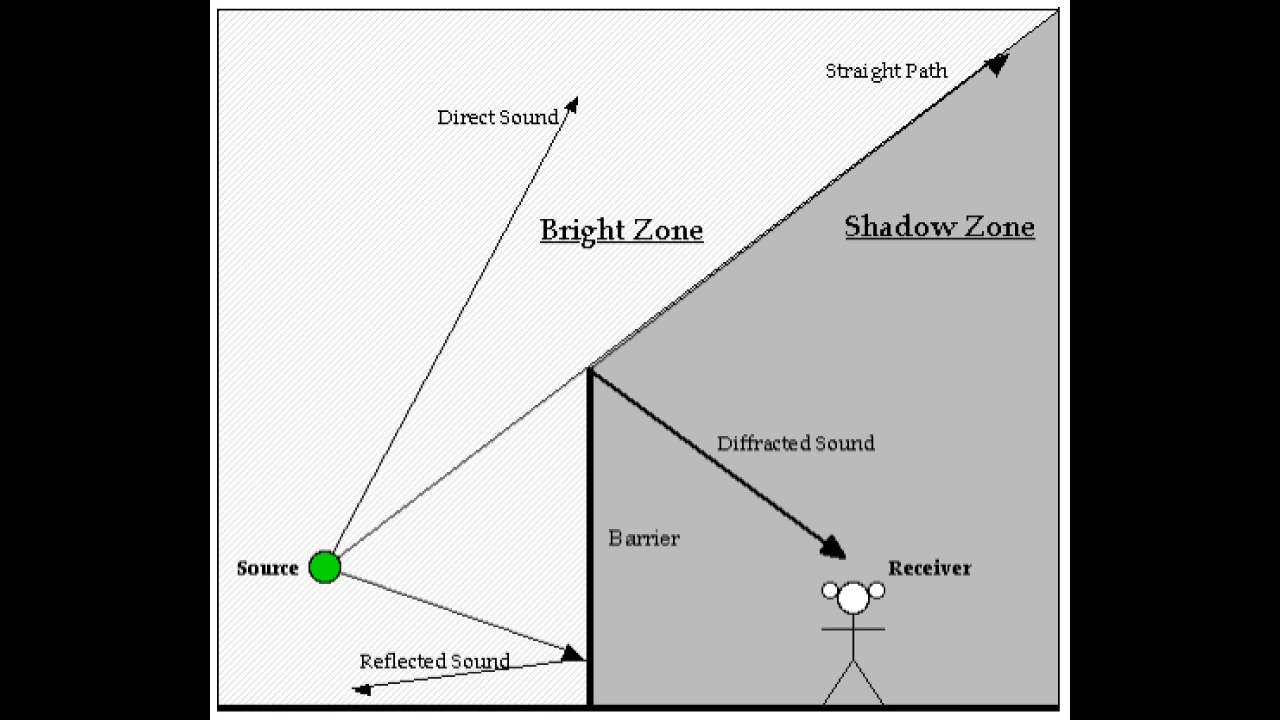 Straight Path
Direct Sound
Bright Zone
Shadow Zone
Diffracted Sound
Barrier
Source
Receiver
Reflected Sound